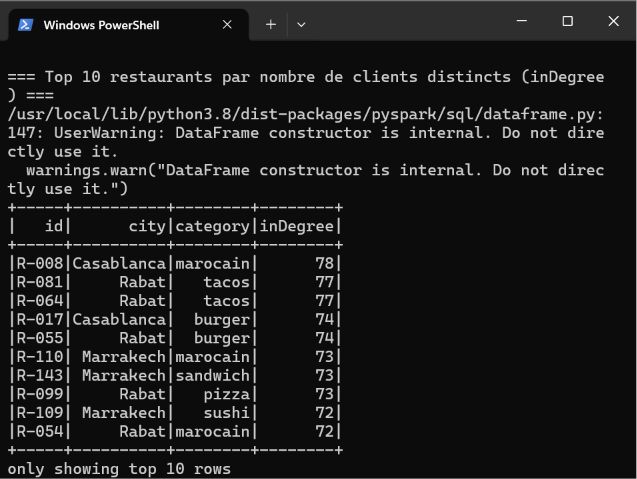 Windows PowerShell
=== Top 10 restaurants par nombre de clients distincts (inDegree
) ===
/usr/local/lib/python3.8/dist-packages/pyspark/sql/dataframe.py:
147: UserWarning: DataFrame constructor is internal. Do not dire
ctly use it.
  warnings.warn("DataFrame constructor is internal. Do not direc
tly use it.")
+-----+----------+--------+--------+
|   id|      city|category|inDegree|
+-----+----------+--------+--------+
|R-008|Casablanca|marocain|      78|
|R-081|     Rabat|   tacos|      77|
|R-064|     Rabat|   tacos|      77|
|R-017|Casablanca|  burger|      74|
|R-055|     Rabat|  burger|      74|
|R-110| Marrakech|marocain|      73|
|R-143| Marrakech|sandwich|      73|
|R-099|     Rabat|   pizza|      73|
|R-109| Marrakech|   sushi|      72|
|R-054|     Rabat|marocain|      72|
+-----+----------+--------+--------+
only showing top 10 rows